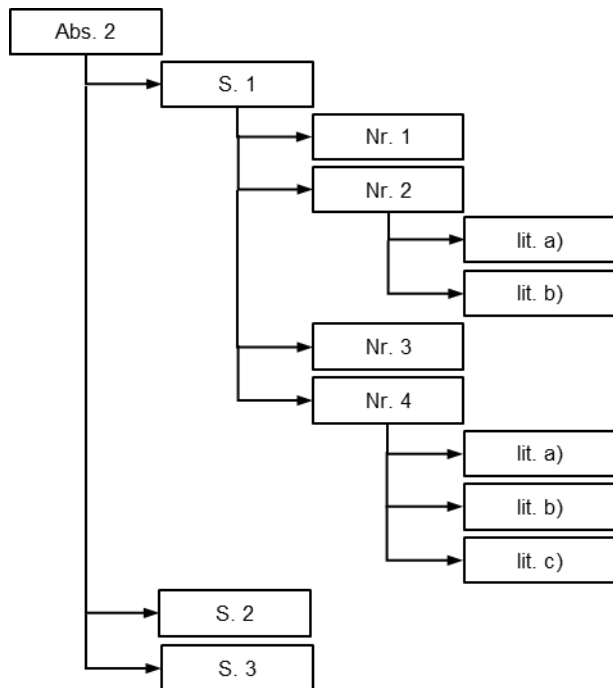 Abs. 2
S. 1
Nr. 1
Nr. 2
lit. a)
lit. b)
Nr. 3
Nr. 4
lit. a)
lit. b)
lit. c)
S. 2
S. 3